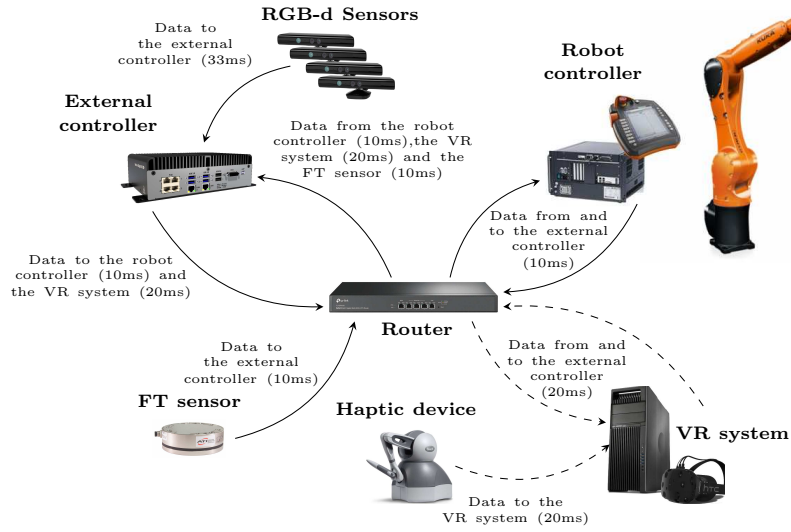 RGB-d Sensors
Data to
the external
controller (33ms)
Robot
controller
KUKA
External
controller
Data from the robot
controller (10ms),the VR
system (20ms) and the
FT sensor (10ms)
Data from and
to the external
controller
(10ms)
Data to the robot
controller (10ms) and
the VR system (20ms)
Router
Data to
the external
controller (10ms)
Data from and
to the external
controller
(20ms)
FT sensor
Haptic device
VR system
hTC
Data to the
VR system (20ms)